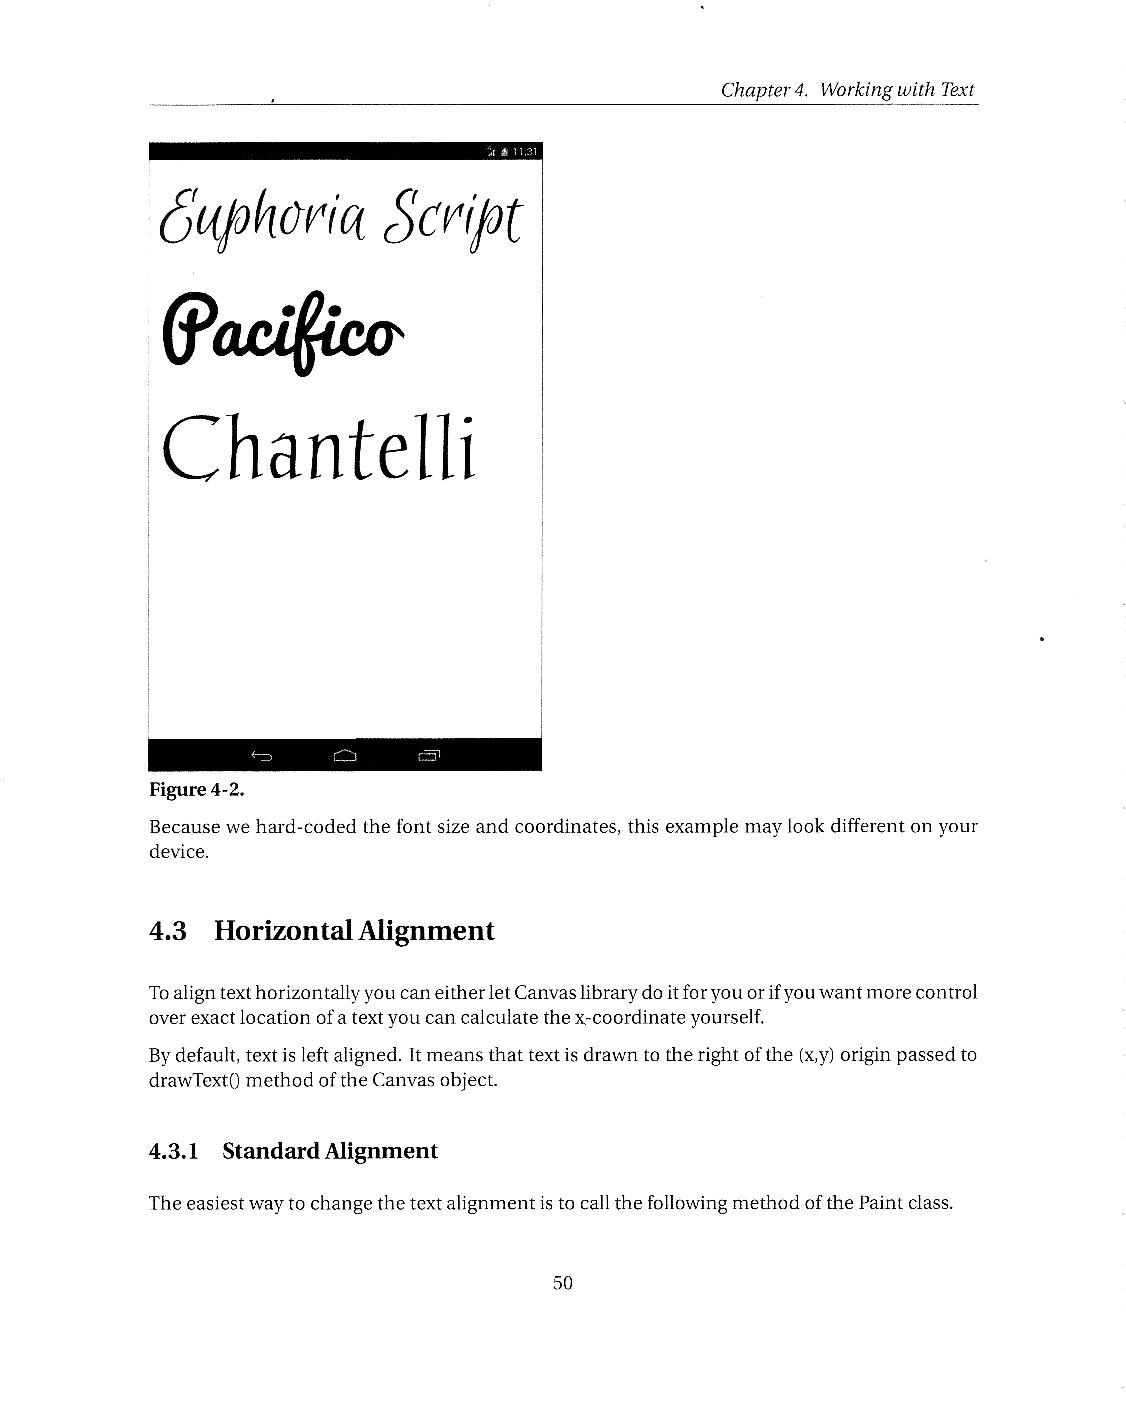 Chapter 4. Working with Text
11:31
Euphoria Script
Pacifico
Chantelli
Figure 4-2.
Because we hard-coded the font size and coordinates, this example may look different on your
device.
4.3 Horizontal Alignment
To align text horizontally you can either let Canvas library do it for you or if you want more control
over exact location of a text you can calculate the x-coordinate yourself.
By default, text is left aligned. It means that text is drawn to the right of the (x,y) origin passed to
drawText() method of the Canvas object.
4.3.1 Standard Alignment
The easiest way to change the text alignment is to call the following method of the Paint class.
50